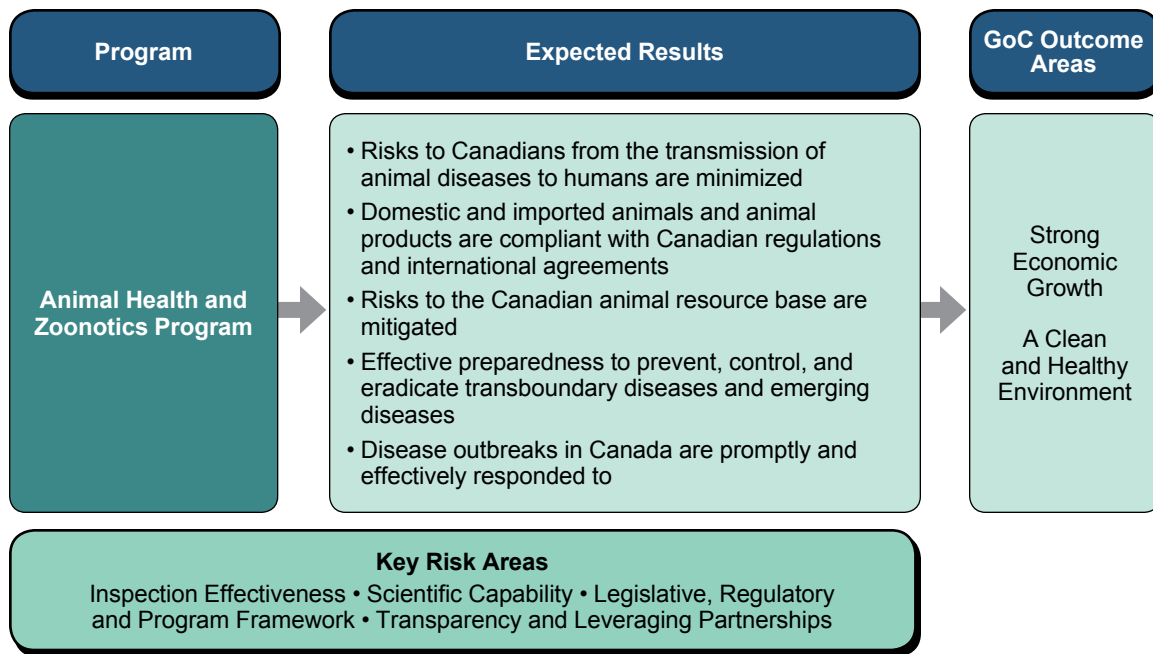 Program
Expected Results
GoC Outcome
Areas
Animal Health and
Zoonotics Program
• Risks to Canadians from the transmission of
animal diseases to humans are minimized
• Domestic and imported animals and animal
products are compliant with Canadian regulations
and international agreements
• Risks to the Canadian animal resource base are
mitigated
• Effective preparedness to prevent, control, and
eradicate transboundary diseases and emerging
diseases
• Disease outbreaks in Canada are promptly and
effectively responded to
Strong
Economic
Growth
A Clean
and Healthy
Environment
Key Risk Areas
Inspection Effectiveness • Scientific Capability • Legislative, Regulatory
and Program Framework • Transparency and Leveraging Partnerships